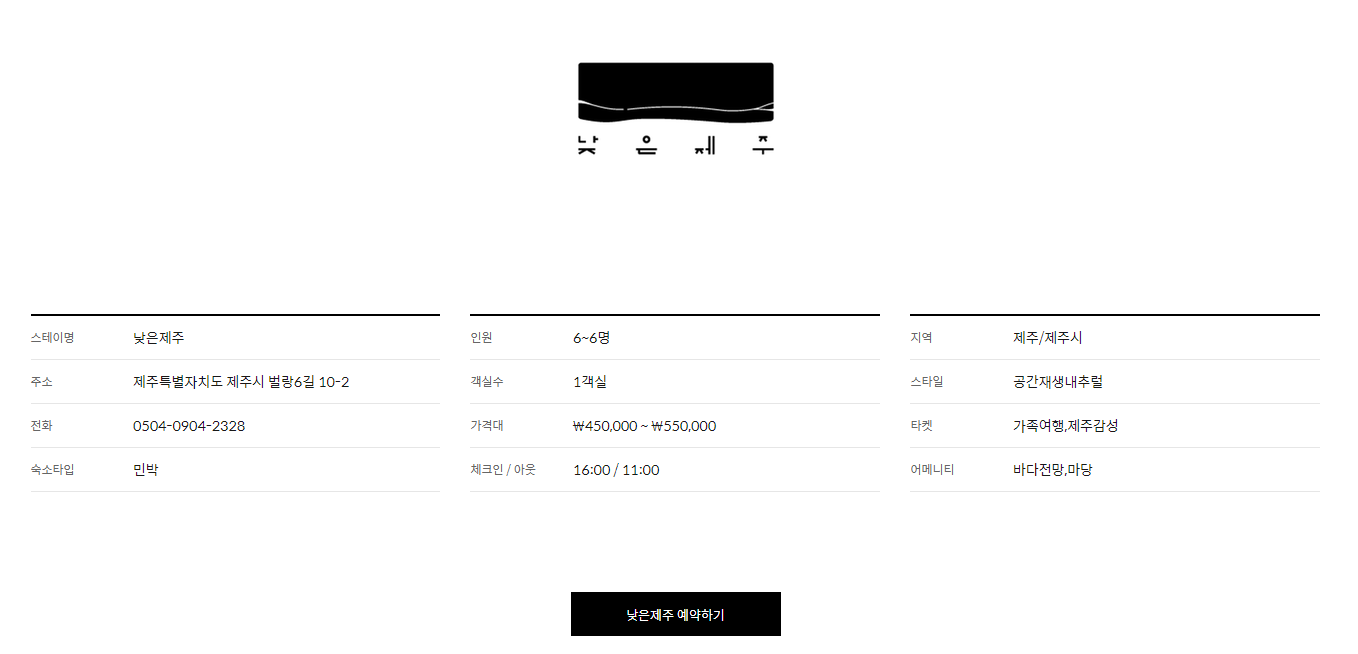 낮은제주
스테이명 낮은제주
주소 제주특별자치도 제주시 벌랑6길 10-2
전화 0504-0904-2328
숙소타입 민박
인원 6~6명
객실수 1객실
가격대 ₩450,000 ~ ₩550,000
체크인 / 아웃 16:00 / 11:00
지역 제주/제주시
스타일 공간재생내추럴
타켓 가족여행,제주감성
어메니티 바다전망,마당
낮은제주 예약하기